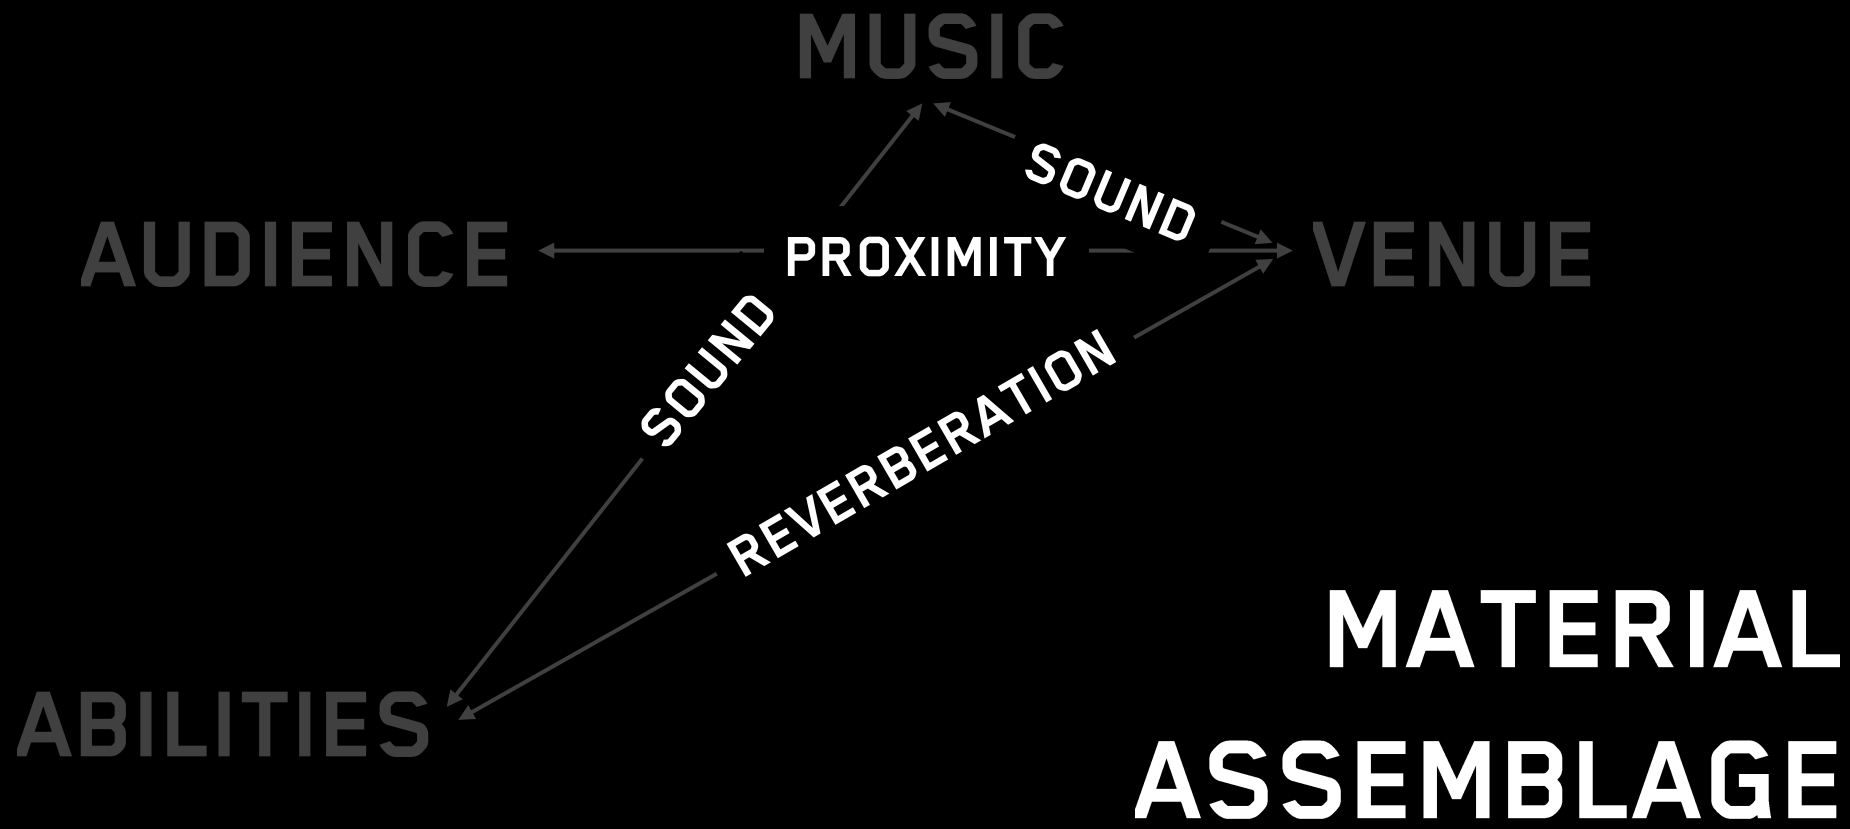 MUSIC
SOUND
AUDIENCE
PROXIMITY
VENUE
SOUND
REVERBERATION
ABILITIES
MATERIAL
ASSEMBLAGE